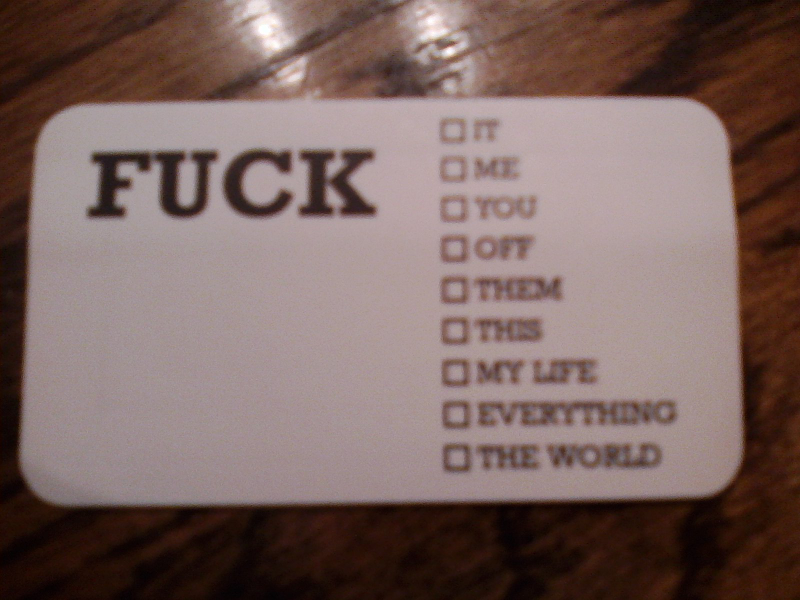 FUCK
☐ IT
☐ ME
☐ YOU
☐ OFF
☐ THEM
☐ THIS
☐ MY LIFE
☐ EVERYTHING
☐ THE WORLD